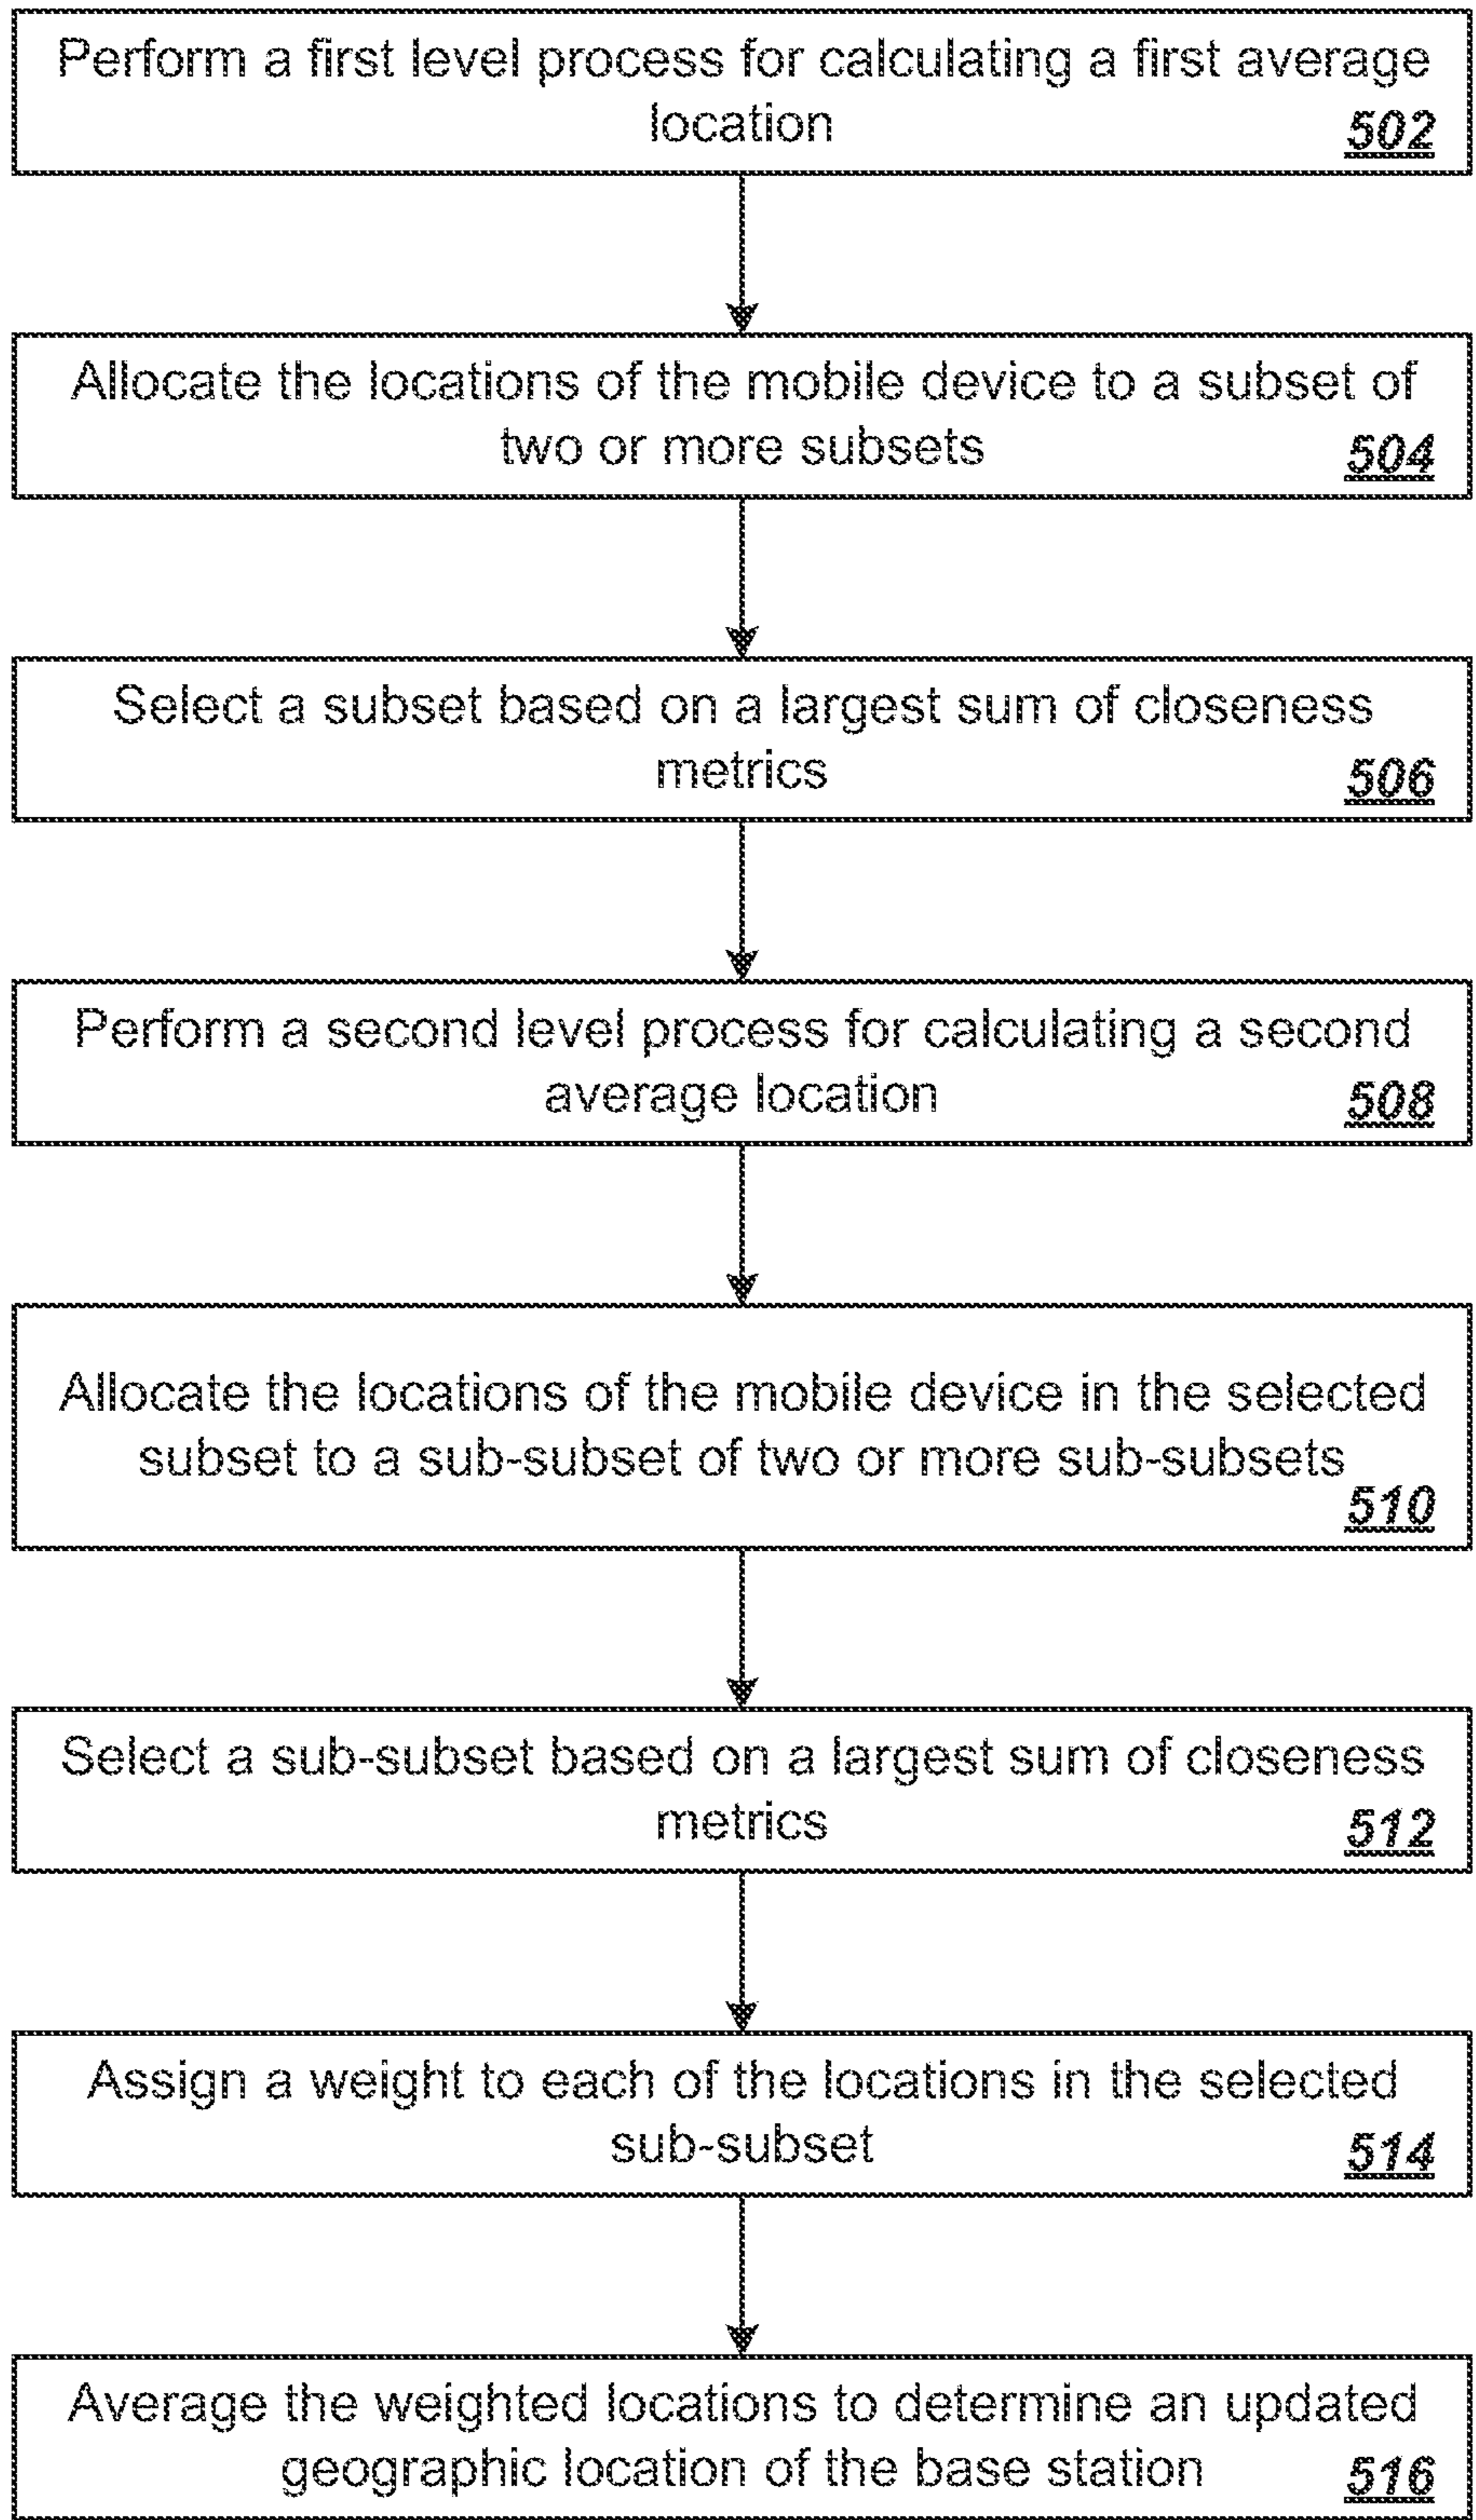 Perform a first level process for calculating a first average
location
502
Allocate the locations of the mobile device to a subset of
two or more subsets
504
Select a subset based on a largest sum of closeness
metrics
506
Perform a second level process for calculating a second
average location
508
Allocate the locations of the mobile device in the selected
subset to a sub-subset of two or more sub-subsets
510
Select a sub-subset based on a largest sum of closeness
metrics
512
Assign a weight to each of the locations in the selected
sub-subset
514
Average the weighted locations to determine an updated
geographic location of the base station
516